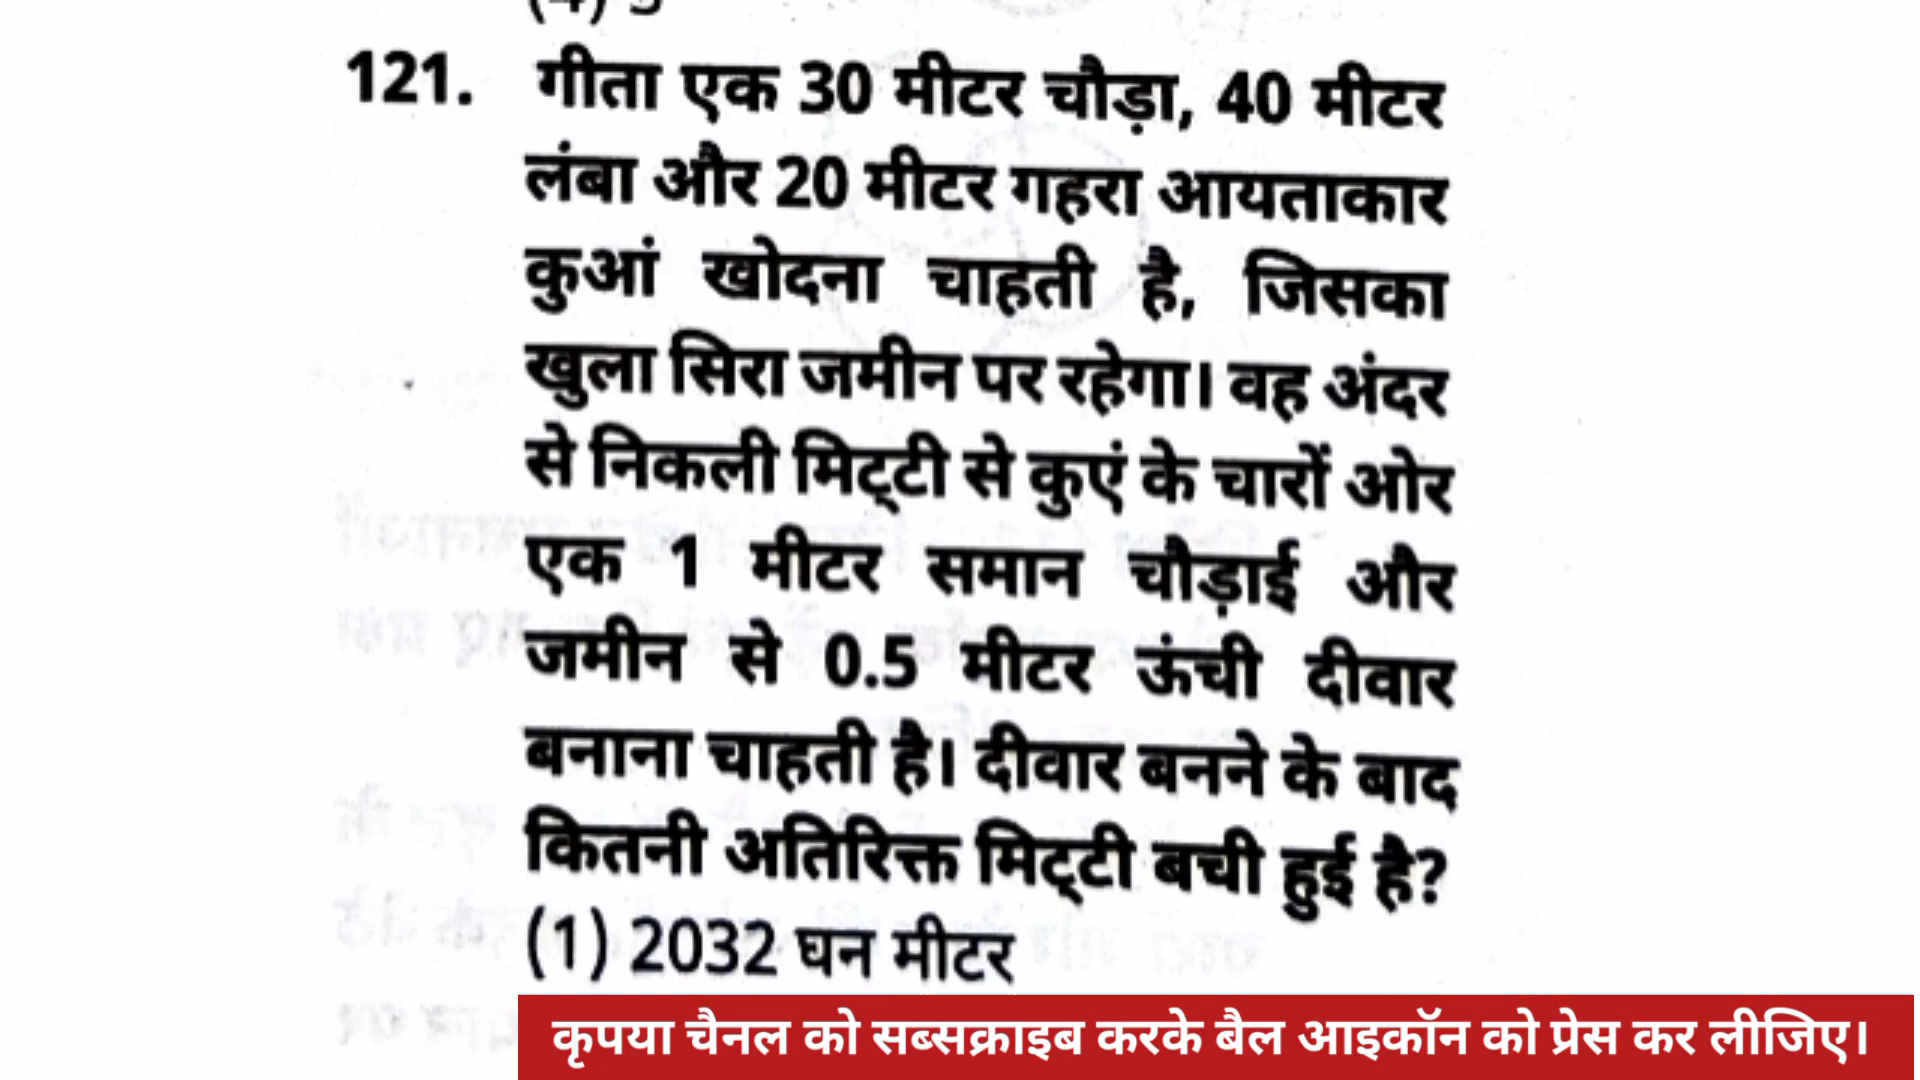 121. गीता एक 30 मीटर चौड़ा, 40 मीटर
लंबा और 20 मीटर गहरा आयताकार
कुआं खोदना चाहती है, जिसका
खुला सिरा जमीन पर रहेगा। वह अंदर
से निकली मिट्टी से कुएं के चारों ओर
एक 1 मीटर समान चौड़ाई और
जमीन से 0.5 मीटर ऊंची दीवार
बनाना चाहती है। दीवार बनने के बाद
कितनी अतिरिक्त मिट्टी बची हुई है?
(1) 2032 घन मीटर
कृपया चैनल को सब्सक्राइब करके बैल आइकॉन को प्रेस कर लीजिए।